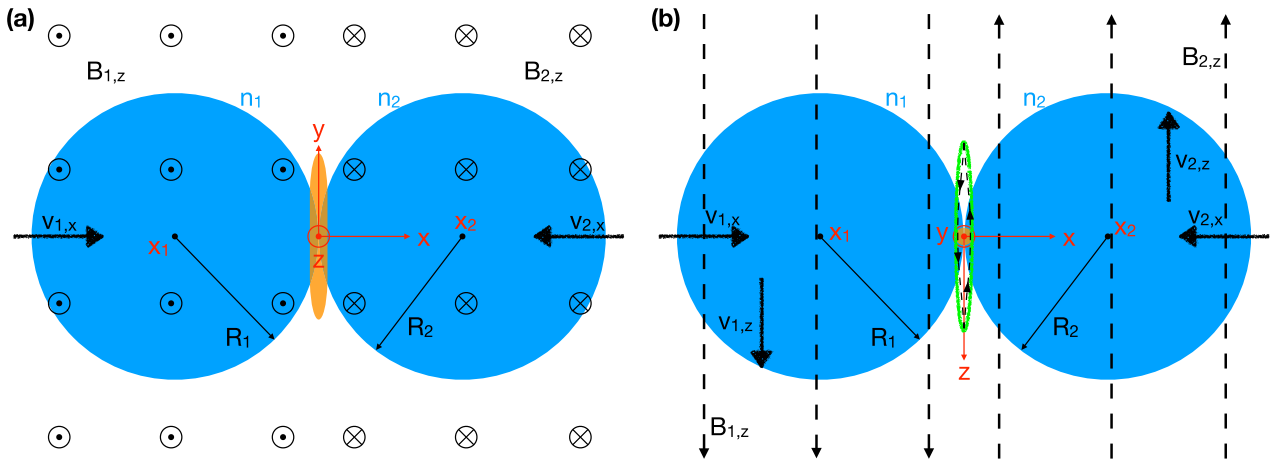 (a)
B1,z
B2,z
n1
n2
y
v1,x
x1
x
x2
v2,x
z
R1
R2
(b)
B2,z
n1
n2
v2,z
v1,x
x1
y
x
x2
v2,x
v1,z
R1
R2
z
B1,z